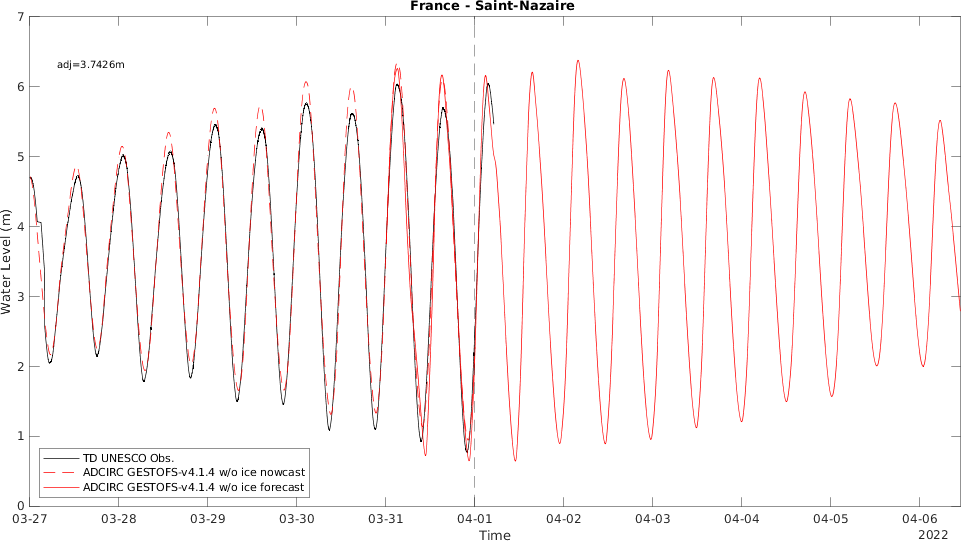 France - Saint-Nazaire
7
adj=3.7426m
6
5
4
3
2
1
0
Water Level (m)
TD UNESCO Obs.
ADCIRC GESTOFS-v4.1.4 w/o ice nowcast
ADCIRC GESTOFS-v4.1.4 w/o ice forecast
03-27 03-28 03-29 03-30 03-31 04-01 04-02 04-03 04-04 04-05 04-06
Time
2022